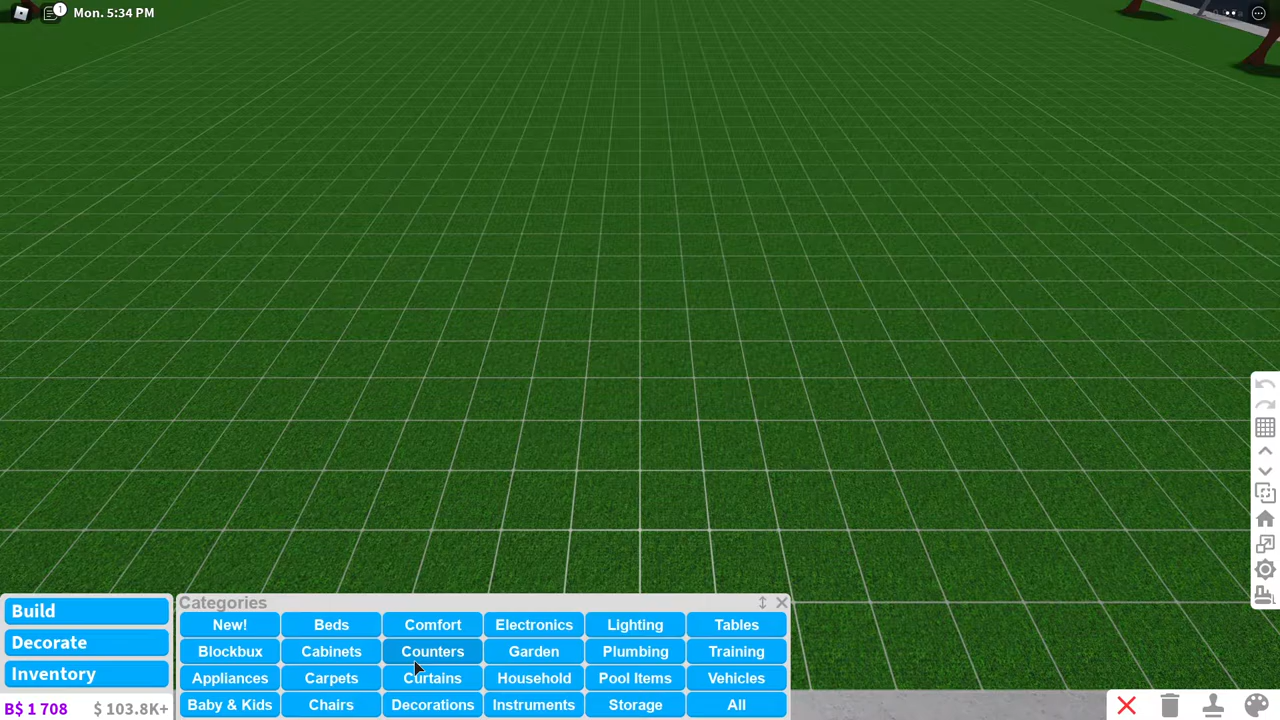 1
Mon. 5:34 PM
Categories
New! Beds Comfort Electronics Lighting Tables
Blockbux Cabinets Counters Garden Plumbing Training
Appliances Carpets Curtains Household Pool Items Vehicles
Baby & Kids Chairs Decorations Instruments Storage All
Build
Decorate
Inventory
B$ 1 708 $ 103.8K+